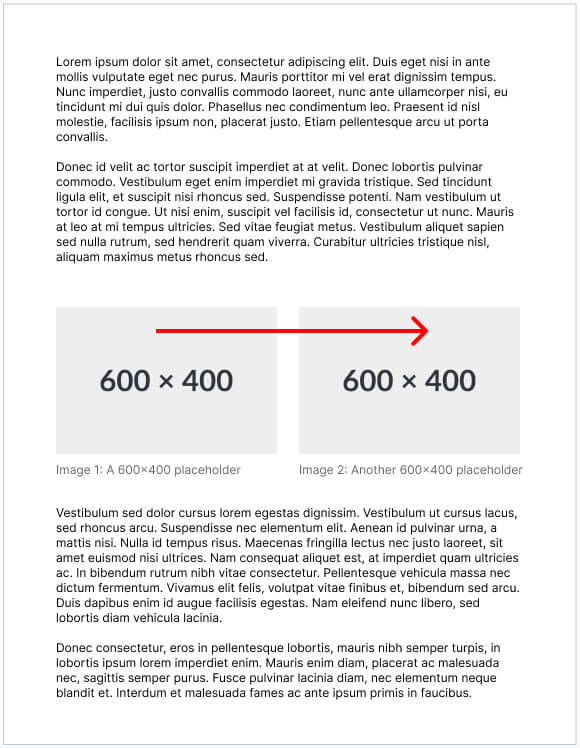 Lorem ipsum dolor sit amet, consectetur adipiscing elit. Duis eget nisi in ante
mollis vulputate eget nec purus. Mauris porttitor mi vel erat dignissim tempus.
Nunc imperdiet, justo convallis commodo laoreet, nunc ante ullamcorper nisi, eu
tincidunt mi dui quis dolor. Phasellus nec condimentum leo. Praesent id nisl
molestie, facilisis ipsum non, placerat justo. Etiam pellentesque arcu ut porta
convallis.
Donec id velit ac tortor suscipit imperdiet at at velit. Donec lobortis pulvinar
commodo. Vestibulum eget enim imperdiet mi gravida tristique. Sed tincidunt
ligula elit, et suscipit nisi rhoncus sed. Suspendisse potenti. Nam vestibulum ut
tortor id congue. Ut nisi enim, suscipit vel facilisis id, consectetur ut nunc. Mauris
at leo at mi tempus ultricies. Sed vitae feugiat metus. Vestibulum aliquet sapien
sed nulla rutrum, sed hendrerit quam viverra. Curabitur ultricies tristique nisl,
aliquam maximus metus rhoncus sed.
600 × 400
600 × 400
Image 1: A 600×400 placeholder
Image 2: Another 600×400 placeholder
Vestibulum sed dolor cursus lorem egestas dignissim. Vestibulum ut cursus lacus,
sed rhoncus arcu. Suspendisse nec elementum elit. Aenean id pulvinar urna, a
mattis nisi. Nulla id tempus risus. Maecenas fringilla lectus nec justo laoreet, sit
amet euismod nisi ultrices. Nam consequat aliquet est, at imperdiet quam ultricies
ac. In bibendum rutrum nibh vitae consectetur. Pellentesque vehicula massa nec
dictum fermentum. Vivamus elit felis, volutpat vitae finibus et, bibendum sed arcu.
Duis dapibus enim id augue facilisis egestas. Nam eleifend nunc libero, sed
lobortis diam vehicula lacinia.
Donec consectetur, eros in pellentesque lobortis, mauris nibh semper turpis, in
lobortis ipsum lorem imperdiet enim. Mauris enim diam, placerat ac malesuada
nec, sagittis semper purus. Fusce pulvinar lacinia diam, nec elementum neque
blandit et. Interdum et malesuada fames ac ante ipsum primis in faucibus.